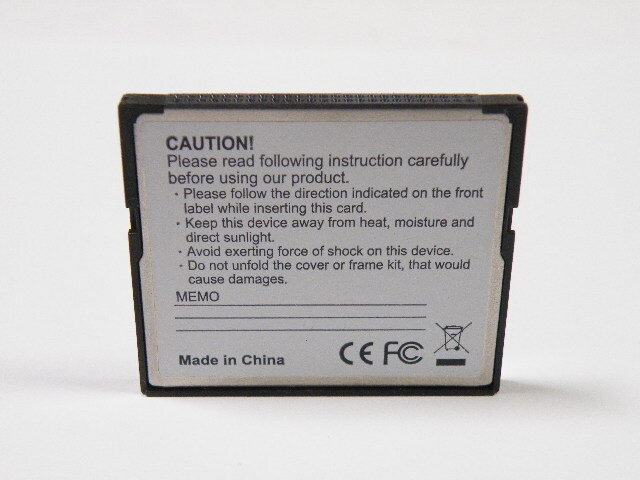 CAUTION!
Please read following instruction carefully
before using our product.
· Please follow the direction indicated on the front
label while inserting this card.
· Keep this device away from heat, moisture and
direct sunlight.
· Avoid exerting force of shock on this device.
· Do not unfold the cover or frame kit, that would
cause damages.
MEMO
Made in China CE FC